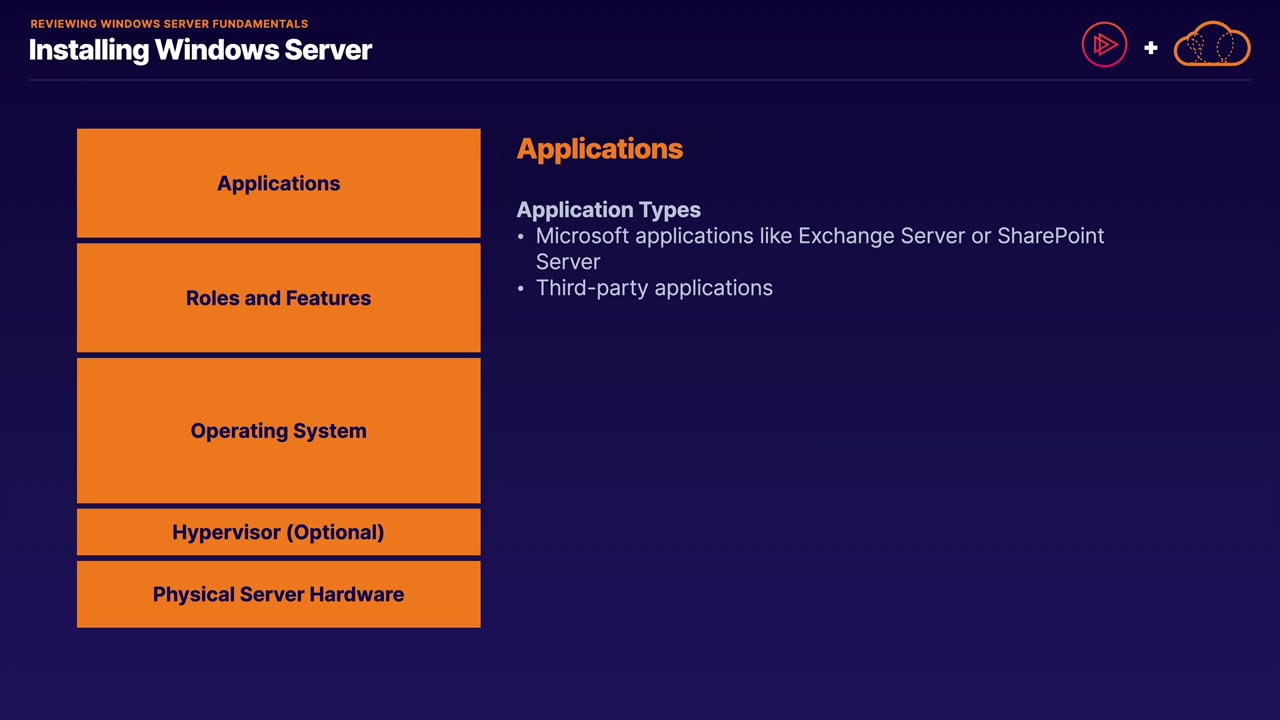 REVIEWING WINDOWS SERVER FUNDAMENTALS
Installing Windows Server
+
Applications
Roles and Features
Operating System
Hypervisor (Optional)
Physical Server Hardware
Applications
Application Types
• Microsoft applications like Exchange Server or SharePoint
Server
• Third-party applications